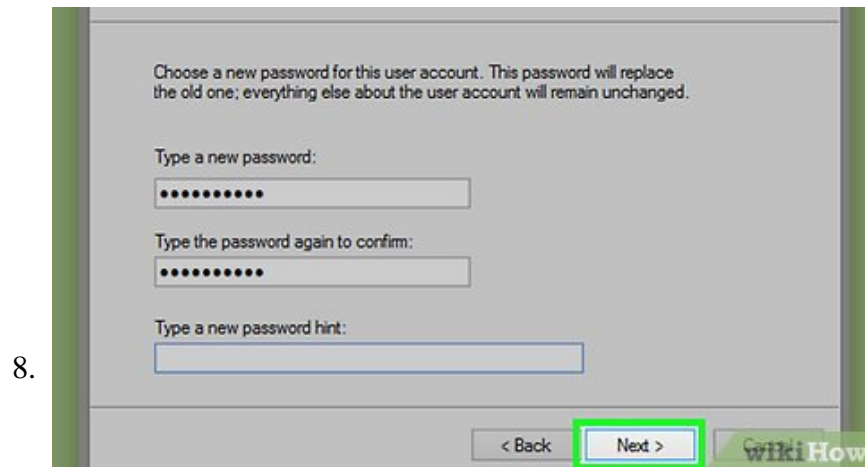 Choose a new password for this user account. This password will replace
the old one; everything else about the user account will remain unchanged.
Type a new password:
••••••••••
Type the password again to confirm:
••••••••••
Type a new password hint:
8.
< Back Next > Cancel
wikiHow